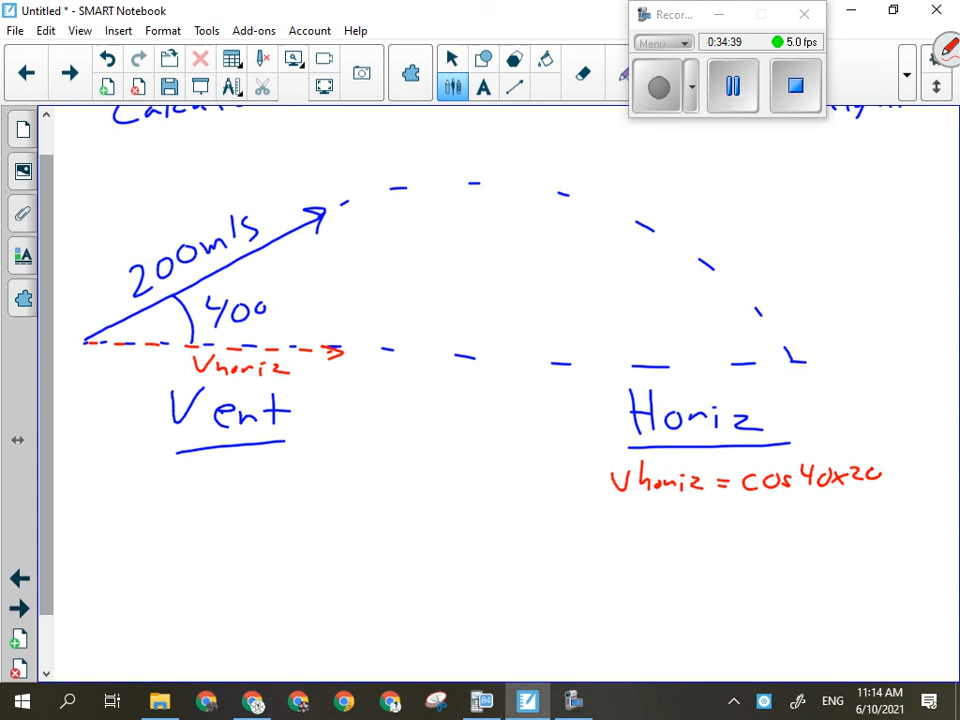 Untitled * - SMART Notebook
Recor...
File Edit View Insert Format Tools Add-ons Account Help
Menu
0:34:39
5.0 fps
200m/s
40°
Vhoriz
Vert
Horiz
Vhoriz = cos40x20
ENG
11:14 AM
6/10/2021